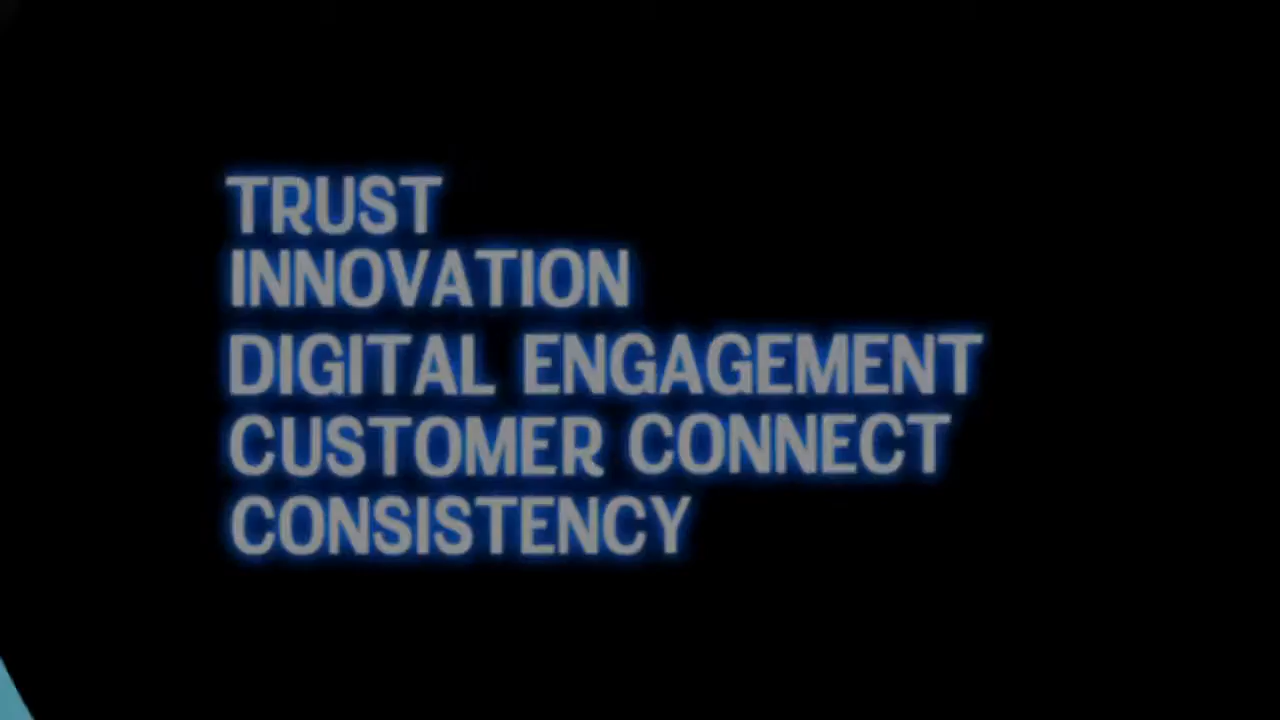 TRUST
INNOVATION
DIGITAL ENGAGEMENT
CUSTOMER CONNECT
CONSISTENCY